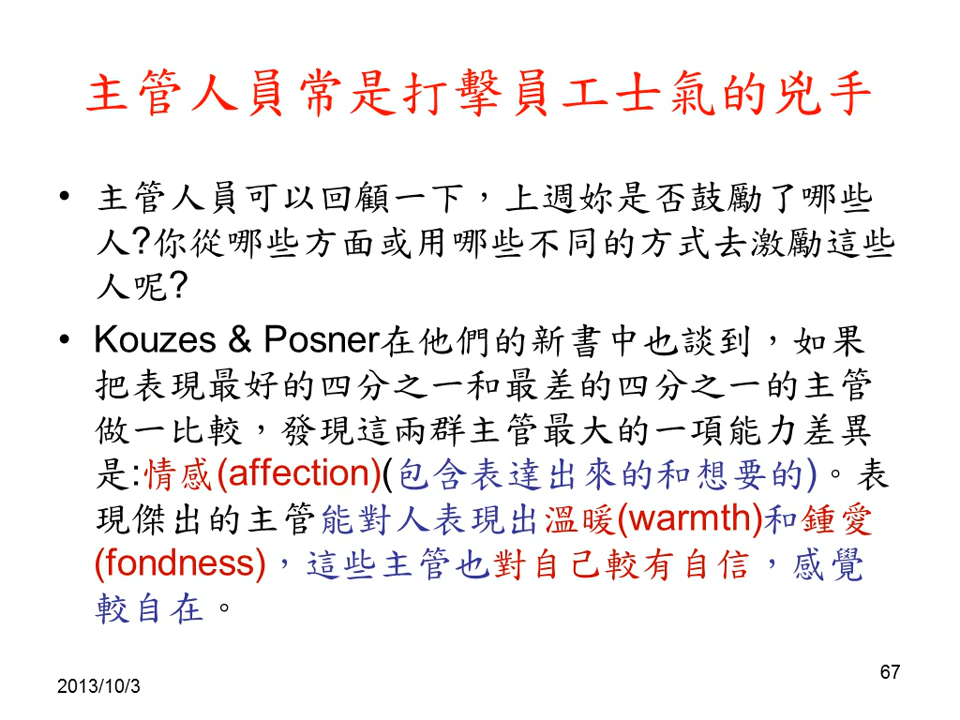 主管人員常是打擊員工士氣的兇手
• 主管人員可以回顧一下，上週妳是否鼓勵了哪些
人?你從哪些方面或用哪些不同的方式去激勵這些
人呢?
• Kouzes & Posner在他們的新書中也談到，如果
把表現最好的四分之一和最差的四分之一的主管
做一比較，發現這兩群主管最大的一項能力差異
是:情感(affection)(包含表達出來的和想要的)。表
現傑出的主管能對人表現出溫暖(warmth)和鍾愛
(fondness)，這些主管也對自己較有自信，感覺
較自在。
2013/10/3
67